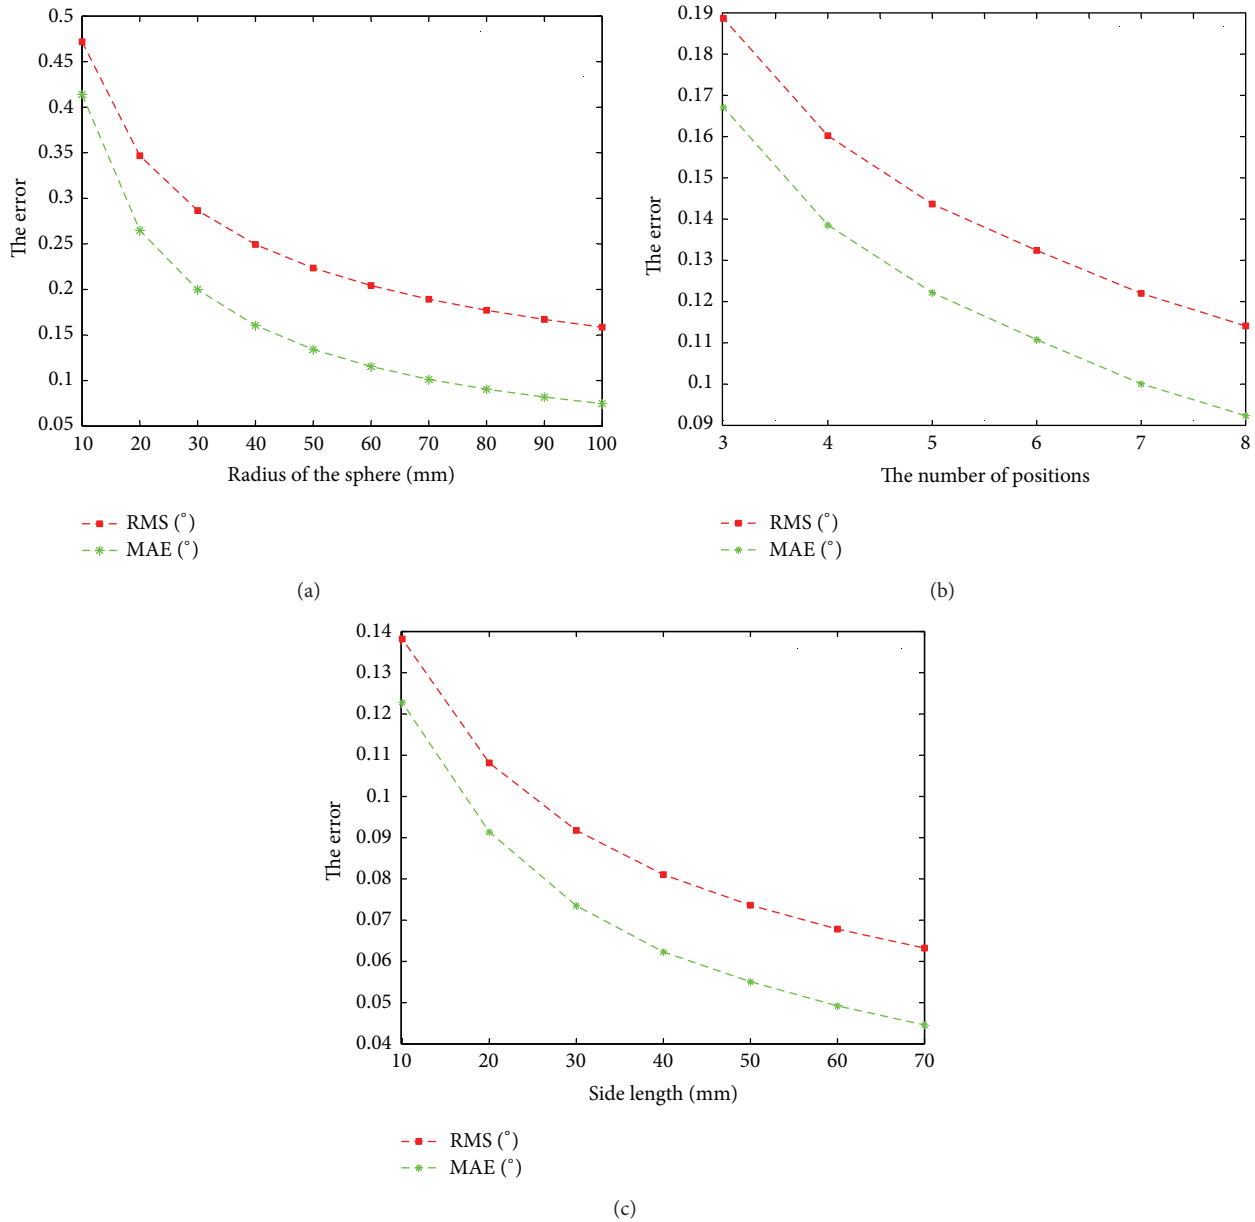 0.5
0.45
0.4
0.35
0.3
0.25
0.2
0.15
0.1
0.05
The error
10 20 30 40 50 60 70 80 90 100
Radius of the sphere (mm)
RMS (°)
MAE (°)
(a)
0.19
0.18
0.17
0.16
0.15
0.14
0.13
0.12
0.11
0.1
0.09
The error
3 4 5 6 7 8
The number of positions
RMS (°)
MAE (°)
(b)
0.14
0.13
0.12
0.11
0.1
0.09
0.08
0.07
0.06
0.05
0.04
The error
10 20 30 40 50 60 70
Side length (mm)
RMS (°)
MAE (°)
(c)